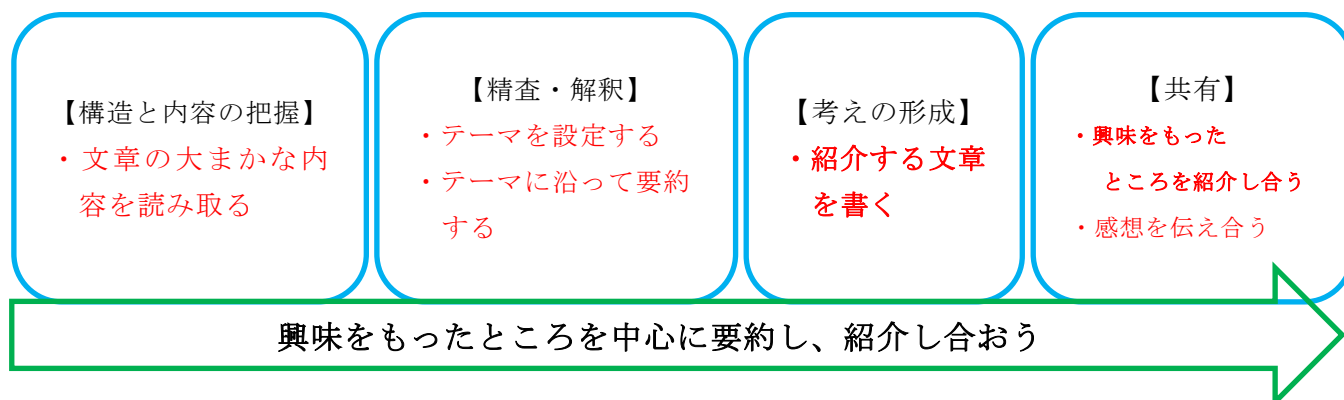 【構造と内容の把握】
・文章の大まかな内
容を読み取る
【精査・解釈】
・テーマを設定する
・テーマに沿って要約
する
【考えの形成】
・紹介する文章
を書く
【共有】
・興味をもった
ところを紹介し合う
・感想を伝え合う
興味をもったところを中心に要約し、紹介し合おう